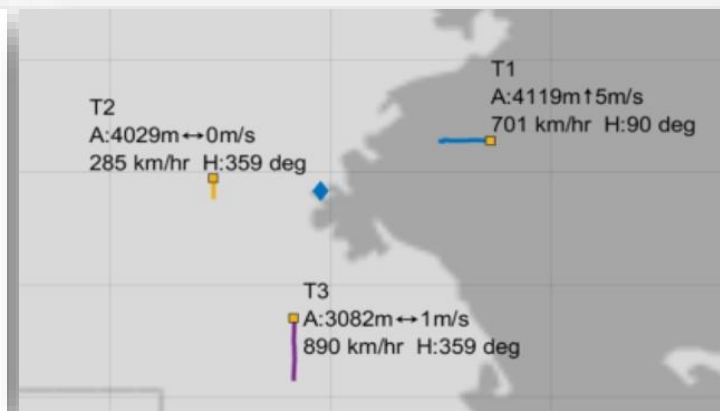 T1
A:4119m↑5m/s
701 km/hr H:90 deg
T2
A:4029m↔0m/s
285 km/hr H:359 deg
T3
A:3082m↔1m/s
890 km/hr H:359 deg